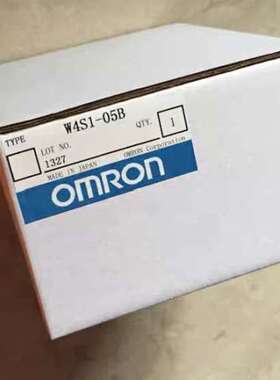 TYPE W4S1-05B
LOT NO. QTY.
1327 1
MADE IN JAPAN OMRON Corporation
OMRON